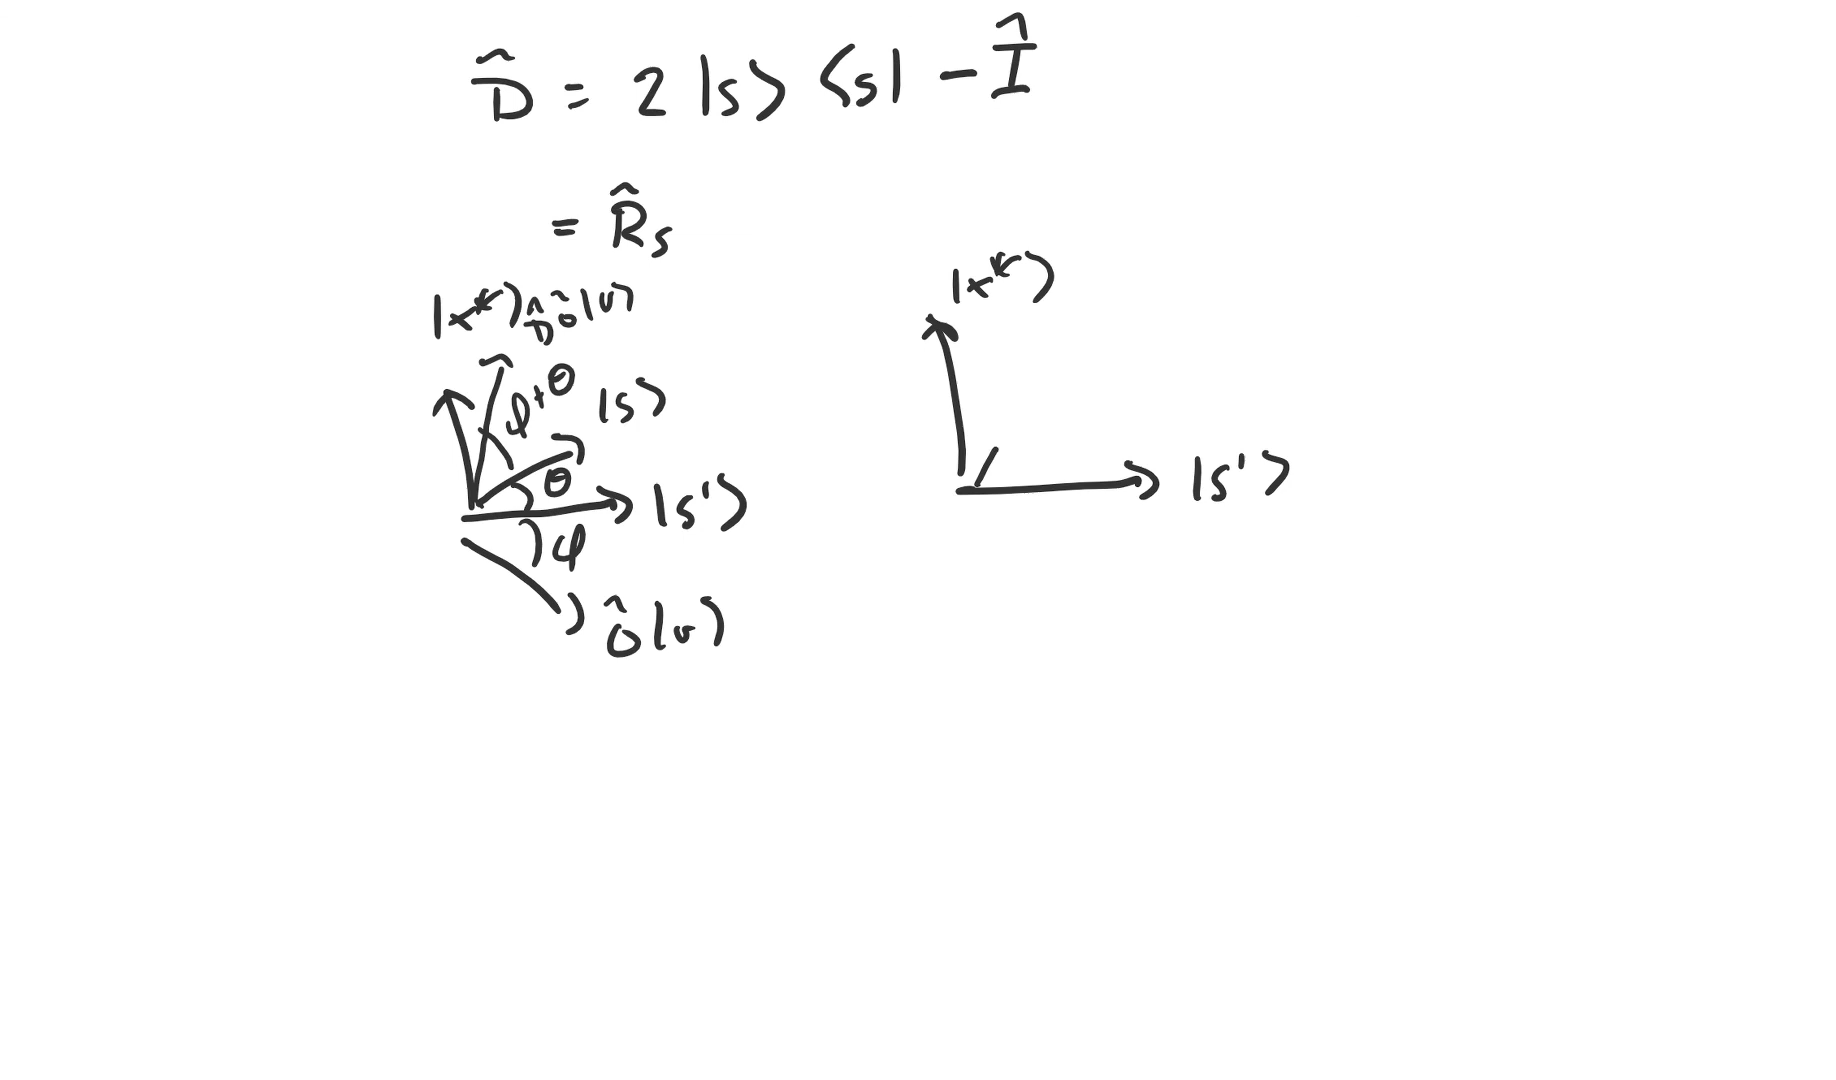 D̂ = 2 |s⟩ ⟨s| − Î
= R̂s
|x*⟩ D̂ Ô |v⟩
φ+θ |s⟩
θ
|s'⟩
φ
Ô |v⟩
|x*⟩
|s'⟩